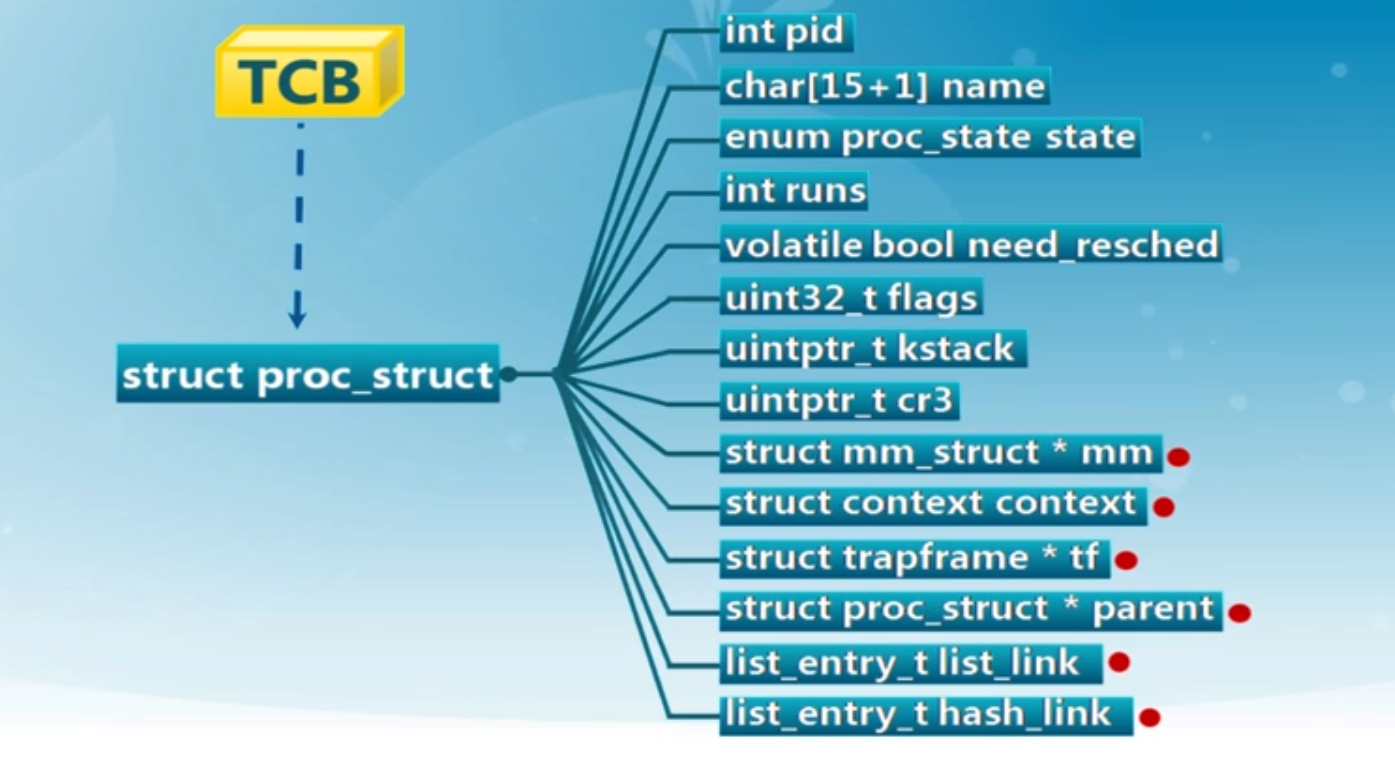 TCB
struct proc_struct
int pid
char[15+1] name
enum proc_state state
int runs
volatile bool need_resched
uint32_t flags
uintptr_t kstack
uintptr_t cr3
struct mm_struct * mm
struct context context
struct trapframe * tf
struct proc_struct * parent
list_entry_t list_link
list_entry_t hash_link